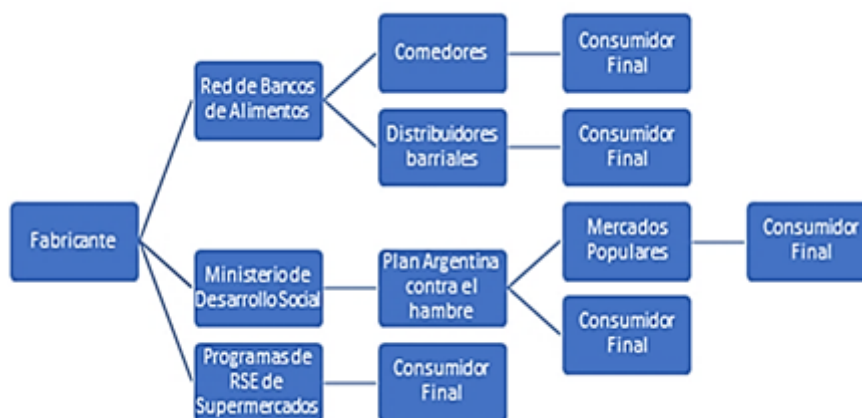 Fabricante
Red de Bancos
de Alimentos
Comedores
Consumidor
Final
Distribuidores
barriales
Consumidor
Final
Ministerio de
Desarrollo Social
Plan Argentina
contra el
hambre
Mercados
Populares
Consumidor
Final
Consumidor
Final
Programas de
RSE de
Supermercados
Consumidor
Final